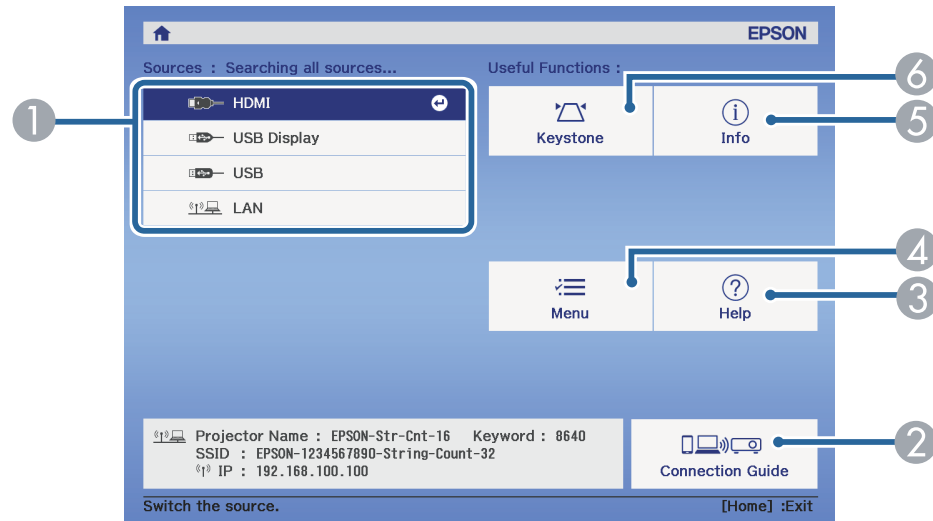 EPSON
Sources : Searching all sources...
Useful Functions :
HDMI
USB Display
USB
LAN
Keystone
Info
Menu
Help
Projector Name : EPSON-Str-Cnt-16 Keyword : 8640
SSID : EPSON-1234567890-String-Count-32
IP : 192.168.100.100
Connection Guide
Switch the source.
[Home] :Exit
1
6
5
4
3
2